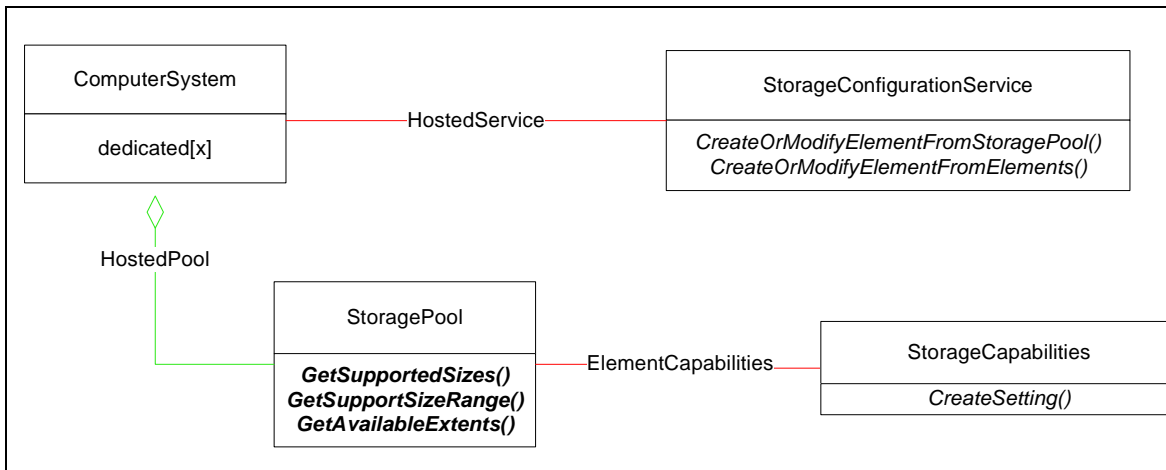 ComputerSystem
dedicated[x]
HostedService
StorageConfigurationService
CreateOrModifyElementFromStoragePool()
CreateOrModifyElementFromElements()
HostedPool
StoragePool
GetSupportedSizes()
GetSupportSizeRange()
GetAvailableExtents()
ElementCapabilities
StorageCapabilities
CreateSetting()